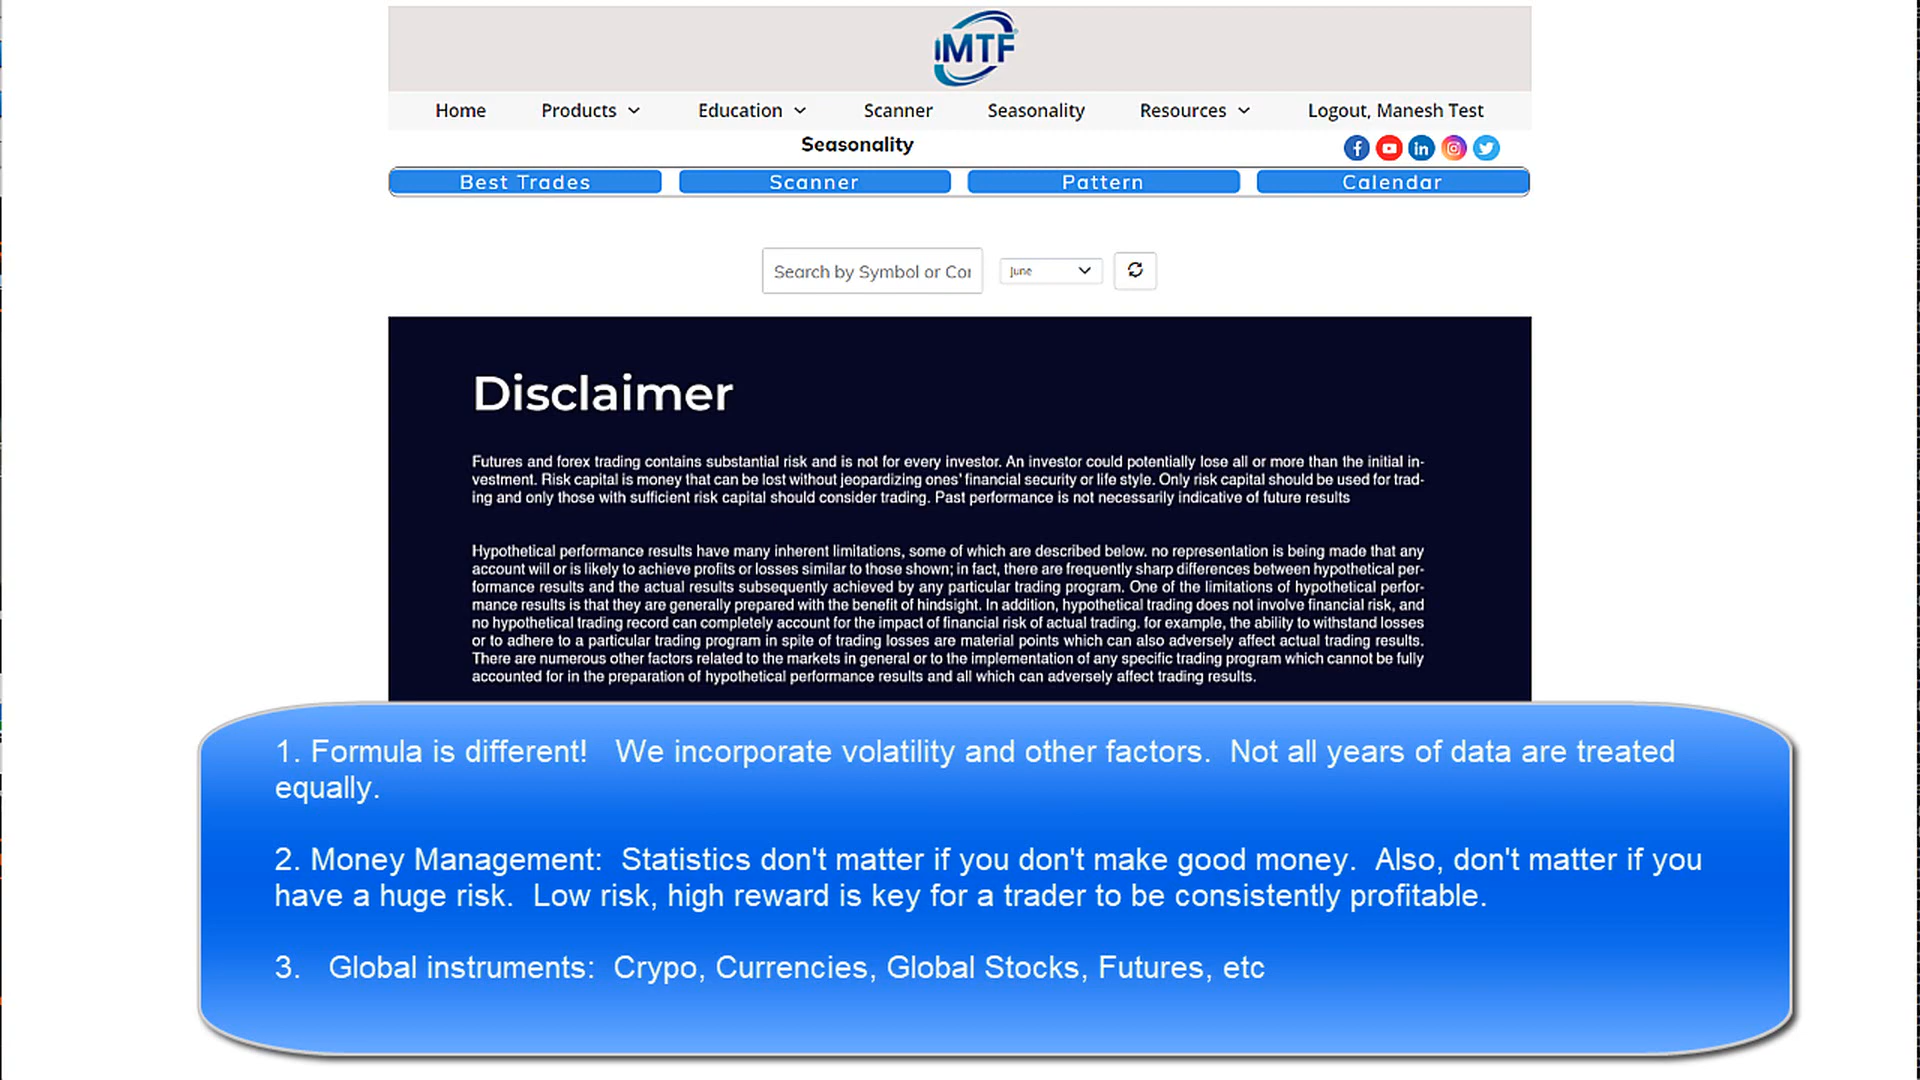 iMTF
Home Products Education Scanner Seasonality Resources Logout, Manesh Test
Seasonality
Best Trades Scanner Pattern Calendar
Search by Symbol or Cor June
Disclaimer
Futures and forex trading contains substantial risk and is not for every investor. An investor could potentially lose all or more than the initial in-
vestment. Risk capital is money that can be lost without jeopardizing ones' financial security or life style. Only risk capital should be used for trad-
ing and only those with sufficient risk capital should consider trading. Past performance is not necessarily indicative of future results
Hypothetical performance results have many inherent limitations, some of which are described below. no representation is being made that any
account will or is likely to achieve profits or losses similar to those shown; in fact, there are frequently sharp differences between hypothetical per-
formance results and the actual results subsequently achieved by any particular trading program. One of the limitations of hypothetical perfor-
mance results is that they are generally prepared with the benefit of hindsight. In addition, hypothetical trading does not involve financial risk, and
no hypothetical trading record can completely account for the impact of financial risk of actual trading. for example, the ability to withstand losses
or to adhere to a particular trading program in spite of trading losses are material points which can also adversely affect actual trading results.
There are numerous other factors related to the markets in general or to the implementation of any specific trading program which cannot be fully
accounted for in the preparation of hypothetical performance results and all which can adversely affect trading results.
1. Formula is different! We incorporate volatility and other factors. Not all years of data are treated
equally.
2. Money Management: Statistics don't matter if you don't make good money. Also, don't matter if you
have a huge risk. Low risk, high reward is key for a trader to be consistently profitable.
3. Global instruments: Crypo, Currencies, Global Stocks, Futures, etc